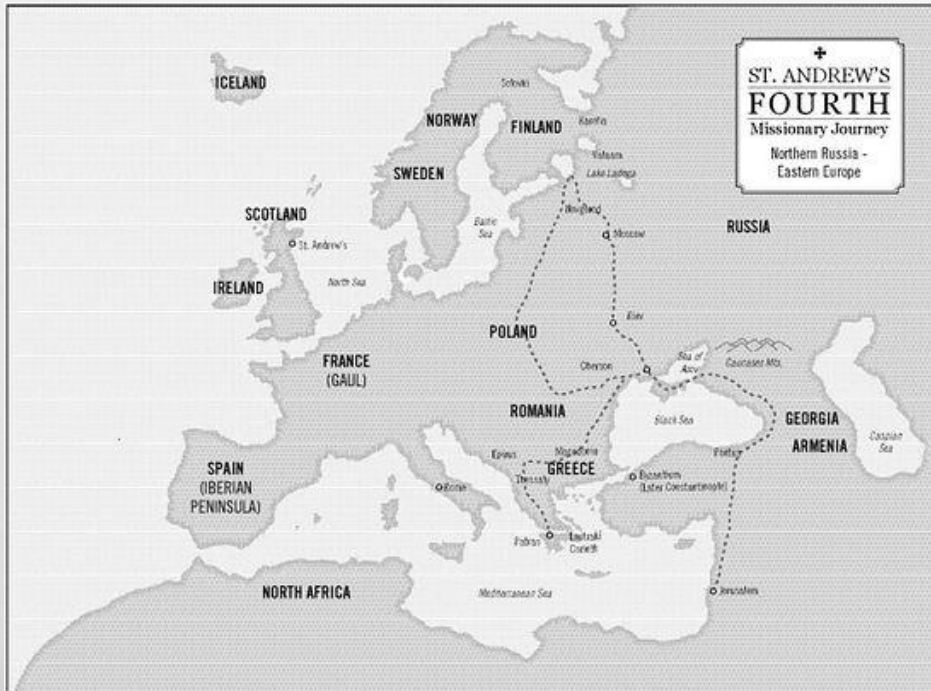 ✚
ST. ANDREW'S
FOURTH
Missionary Journey
Northern Russia -
Eastern Europe
ICELAND
Solovki
NORWAY
FINLAND
Valaam
Lake Ladoga
SWEDEN
SCOTLAND
St. Andrew's
Baltic
Sea
Moscow
RUSSIA
IRELAND
North Sea
POLAND
Kiev
Sea of
Azov
Caucasus Mts.
FRANCE
(GAUL)
Cherson
ROMANIA
Black Sea
GEORGIA
ARMENIA
Caspian
Sea
SPAIN
(IBERIAN
PENINSULA)
Rome
Epirus
GREECE
Thessaly
Byzantium
(Later Constantinople)
Patras
Loutraki
Corinth
NORTH AFRICA
Mediterranean Sea
Jerusalem